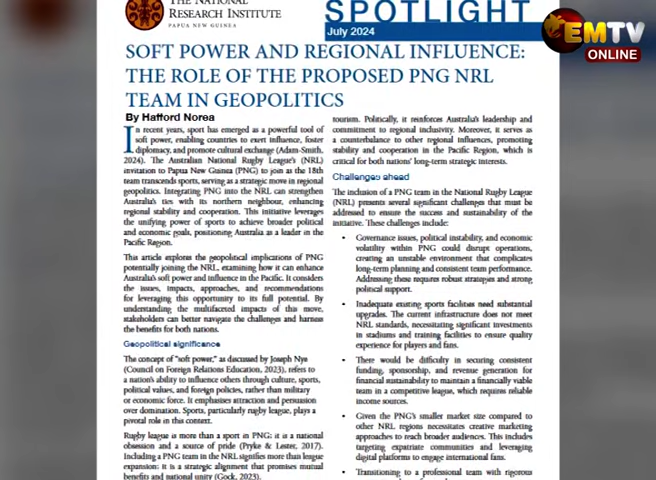 THE NATIONAL
RESEARCH INSTITUTE
PAPUA NEW GUINEA
SPOTLIGHT
July 2024
EMTV
ONLINE
SOFT POWER AND REGIONAL INFLUENCE:
THE ROLE OF THE PROPOSED PNG NRL
TEAM IN GEOPOLITICS
By Hafford Norea
In recent years, sport has emerged as a powerful tool of
soft power, enabling countries to exert influence, foster
diplomacy, and promote cultural exchange (Adam-Smith,
2024). The Australian National Rugby League's (NRL)
invitation to Papua New Guinea (PNG) to join as the 18th
team transcends sports, serving as a strategic move in regional
geopolitics. Integrating PNG into the NRL can strengthen
Australia's ties with its northern neighbour, enhancing
regional stability and cooperation. This initiative leverages
the unifying power of sports to achieve broader political
and economic goals, positioning Australia as a leader in the
Pacific Region.
This article explores the geopolitical implications of PNG
potentially joining the NRL, examining how it can enhance
Australia's soft power and influence in the Pacific. It considers
the issues, impacts, approaches, and recommendations
for leveraging this opportunity to its full potential. By
understanding the multifaceted impacts of this move,
stakeholders can better navigate the challenges and harness
the benefits for both nations.
Geopolitical significance
The concept of "soft power," as discussed by Joseph Nye
(Council on Foreign Relations Education, 2023), refers to
a nation's ability to influence others through culture, sports,
political values, and foreign policies, rather than military
or economic force. It emphasises attraction and persuasion
over domination. Sports, particularly rugby league, plays a
pivotal role in this context.
Rugby league is more than a sport in PNG: it is a national
obsession and a source of pride (Pryke & Lester, 2017).
Including a PNG team in the NRL signifies more than league
expansion; it is a strategic alignment that promises mutual
benefits and national unity (Gock, 2023).
tourism. Politically, it reinforces Australia's leadership and
commitment to regional inclusivity. Moreover, it serves as
a counterbalance to other regional influences, promoting
stability and cooperation in the Pacific Region, which is
critical for both nations' long-term strategic interests.
Challenges ahead
The inclusion of a PNG team in the National Rugby League
(NRL) presents several significant challenges that must be
addressed to ensure the success and sustainability of the
initiative. These challenges include:
• Governance issues, political instability, and economic
volatility within PNG could disrupt operations,
creating an unstable environment that complicates
long-term planning and consistent team performance.
Addressing these requires robust strategies and strong
political support.
• Inadequate existing sports facilities need substantial
upgrades. The current infrastructure does not meet
NRL standards, necessitating significant investments
in stadiums and training facilities to ensure quality
experience for players and fans.
• There would be difficulty in securing consistent
funding, sponsorship, and revenue generation for
financial sustainability to maintain a financially viable
team in a competitive league, which requires reliable
income sources.
• Given the PNG's smaller market size compared to
other NRL regions necessitates creative marketing
approaches to reach broader audiences. This includes
targeting expatriate communities and leveraging
digital platforms to engage international fans.
• Transitioning to a professional team with rigorous